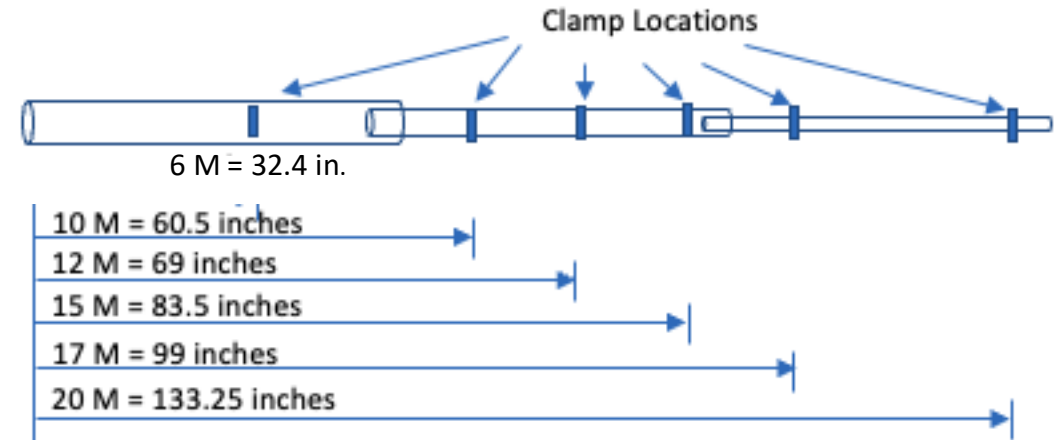 Clamp Locations
6 M = 32.4 in.
10 M = 60.5 inches
12 M = 69 inches
15 M = 83.5 inches
17 M = 99 inches
20 M = 133.25 inches